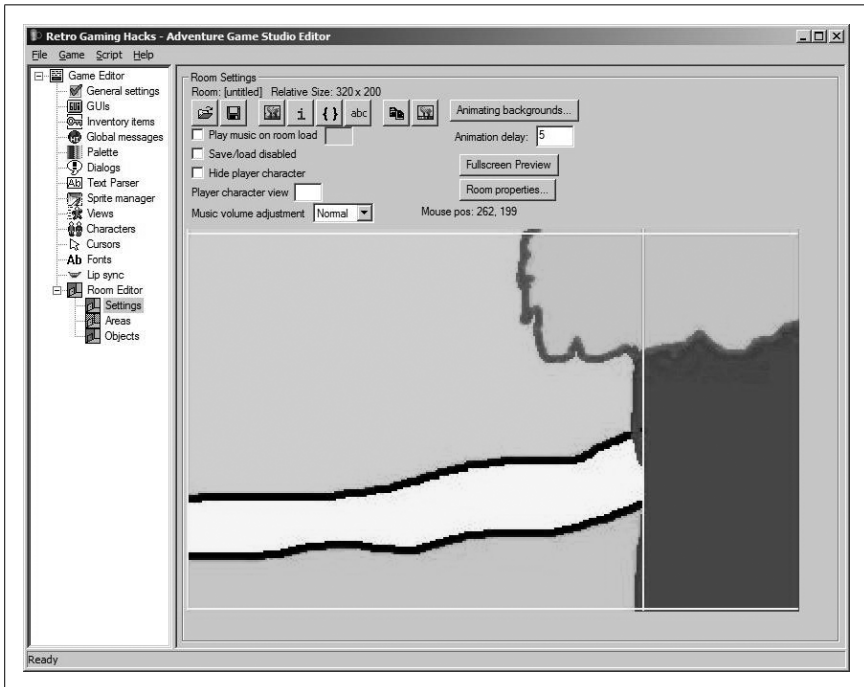 Retro Gaming Hacks - Adventure Game Studio Editor
File Game Script Help
Game Editor
General settings
GUIs
Inventory items
Global messages
Palette
Dialogs
Text Parser
Sprite manager
Views
Characters
Cursors
Ab Fonts
Lip sync
Room Editor
Settings
Areas
Objects
Room Settings
Room: [untitled] Relative Size: 320 x 200
i { } abc
Animating backgrounds...
Play music on room load
Animation delay: 5
Save/load disabled
Hide player character
Fullscreen Preview
Player character view
Room properties...
Music volume adjustment Normal
Mouse pos: 262, 199
Ready